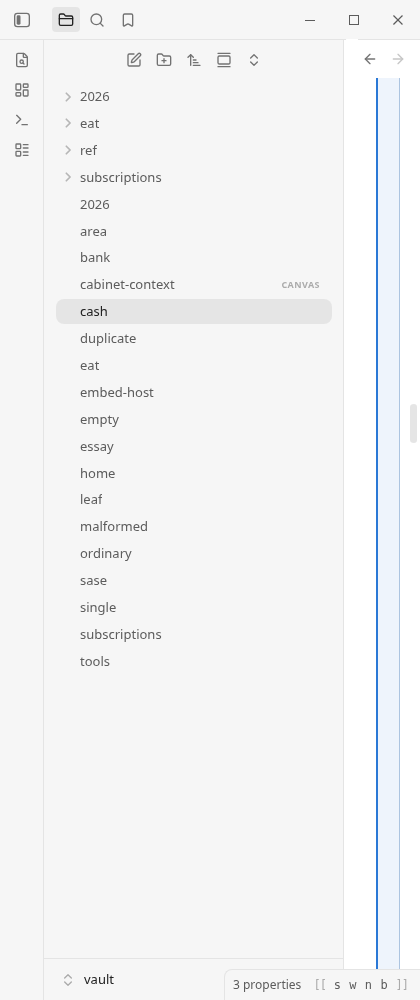 2026
eat
ref
subscriptions
2026
area
bank
cabinet-context CANVAS
cash
duplicate
eat
embed-host
empty
essay
home
leaf
malformed
ordinary
sase
single
subscriptions
tools
vault
3 properties [[ s w n b ]]